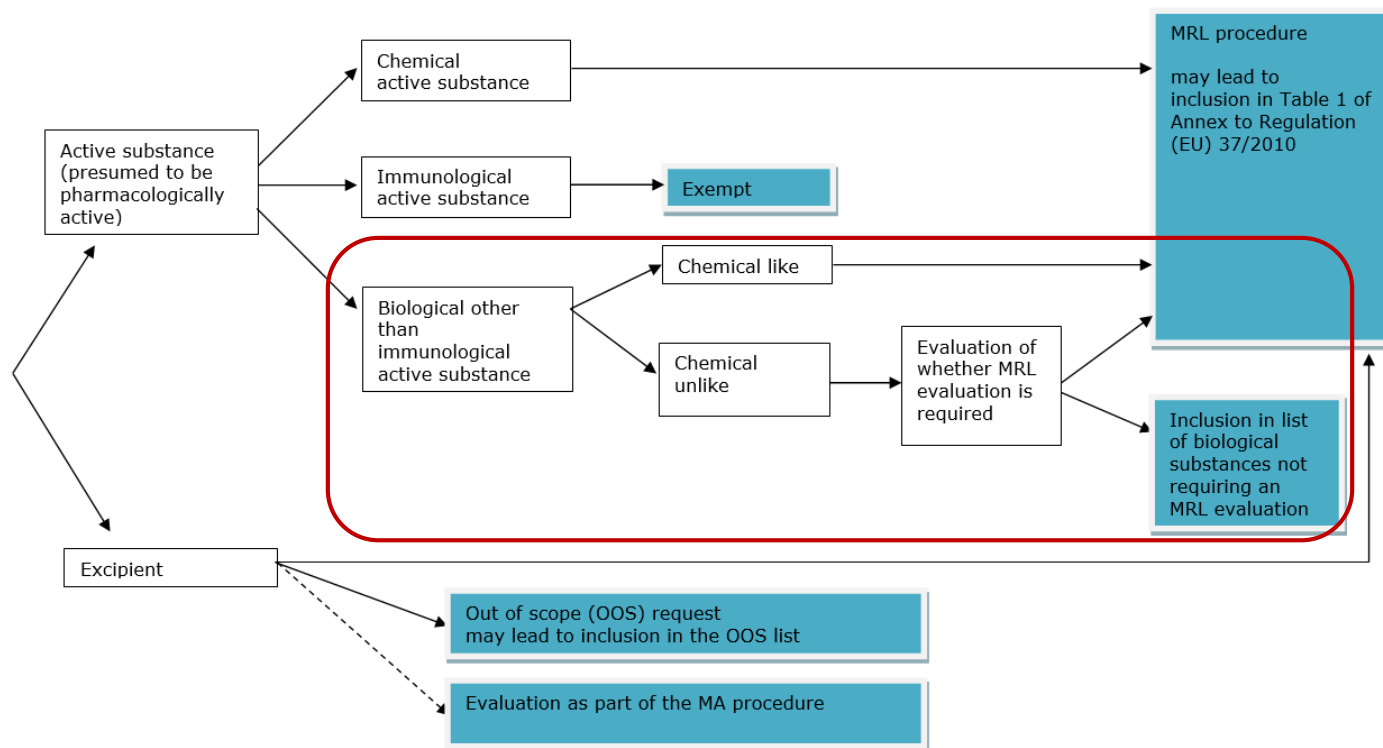 Chemical
active substance
MRL procedure
may lead to
inclusion in Table 1 of
Annex to Regulation
(EU) 37/2010
Active substance
(presumed to be
pharmacologically
active)
Immunological
active substance
Exempt
Chemical like
Biological other
than
immunological
active substance
Chemical
unlike
Evaluation of
whether MRL
evaluation is
required
Inclusion in list
of biological
substances not
requiring an
MRL evaluation
Excipient
Out of scope (OOS) request
may lead to inclusion in the OOS list
Evaluation as part of the MA procedure